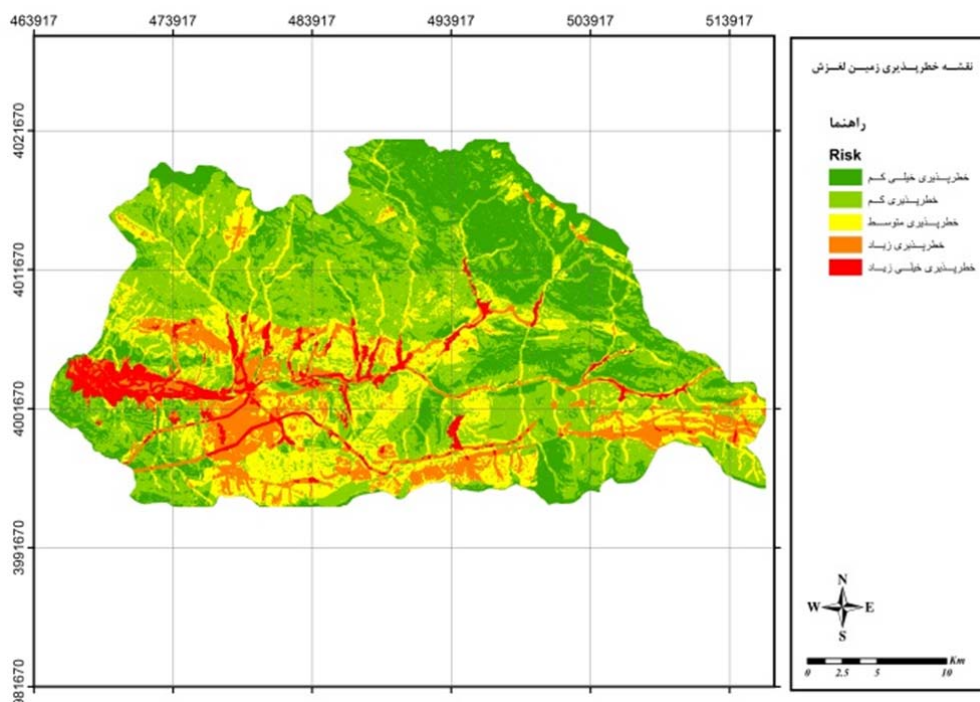 463917 473917 483917 493917 503917 513917
4021670
4011670
4001670
3991670
981670
نقشه خطرپذیری زمین لغزش
راهنما
Risk
خطرپذیری خیلی کم
خطرپذیری کم
خطرپذیری متوسط
خطرپذیری زیاد
خطرپذیری خیلی زیاد
N
W E
S
Km
0 2.5 5 10